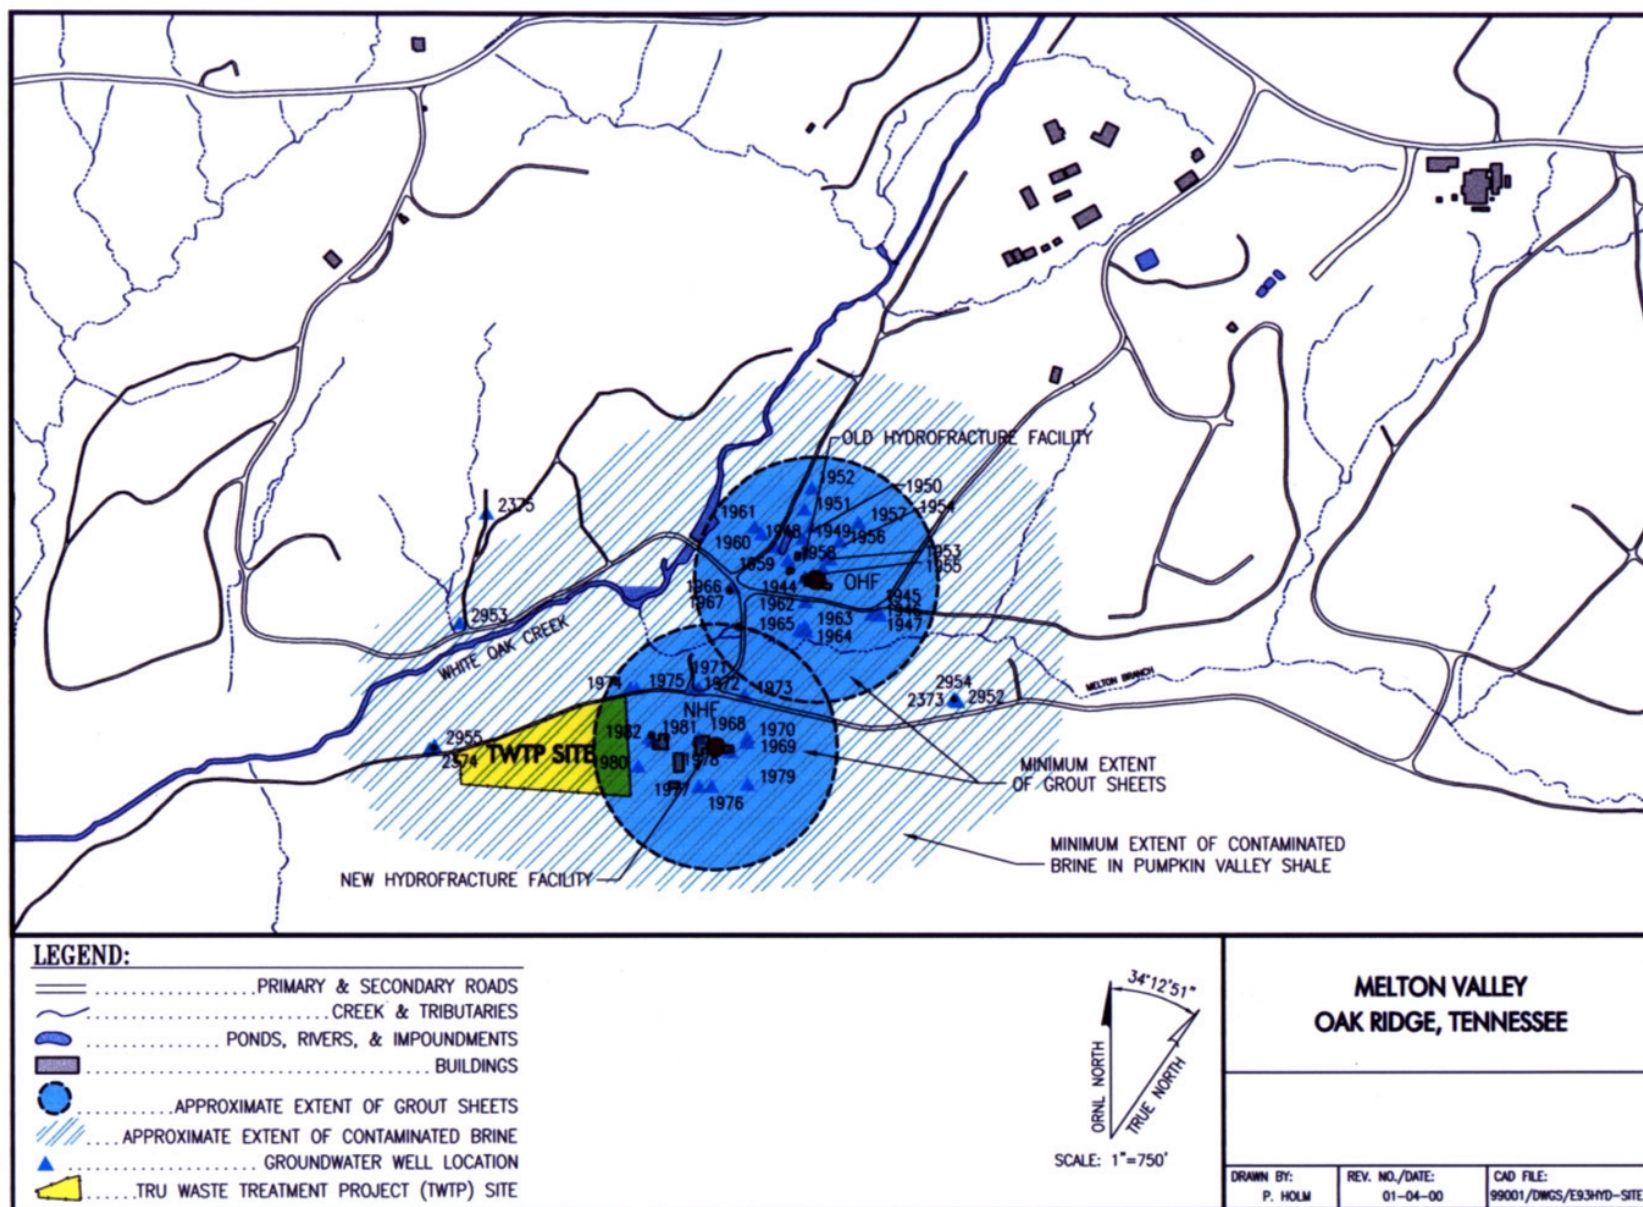 OLD HYDROFRACTURE FACILITY
1952
1950
1951
1954
1957
1961
1948
1949
1956
1960
1958
1953
1959
1955
2375
1966
1944
OHF
1945
1967
1962
1946
1963
1947
1965
1964
2953
WHITE OAK CREEK
1971
1974
1975
1972
1973
2954
2373
2952
MELTON BRANCH
NHF
1982
1981
1968
1970
1969
2955
2374
TWTP SITE
1978
1980
1979
1977
1976
MINIMUM EXTENT
OF GROUT SHEETS
MINIMUM EXTENT OF CONTAMINATED
BRINE IN PUMPKIN VALLEY SHALE
NEW HYDROFRACTURE FACILITY
LEGEND:
PRIMARY & SECONDARY ROADS
CREEK & TRIBUTARIES
PONDS, RIVERS, & IMPOUNDMENTS
BUILDINGS
APPROXIMATE EXTENT OF GROUT SHEETS
APPROXIMATE EXTENT OF CONTAMINATED BRINE
GROUNDWATER WELL LOCATION
TRU WASTE TREATMENT PROJECT (TWTP) SITE
34°12'51"
ORNL NORTH
TRUE NORTH
SCALE: 1"=750'
MELTON VALLEY
OAK RIDGE, TENNESSEE
DRAWN BY:
P. HOLM
REV. NO./DATE:
01-04-00
CAD FILE:
99001/DWGS/E93HYD-SITE